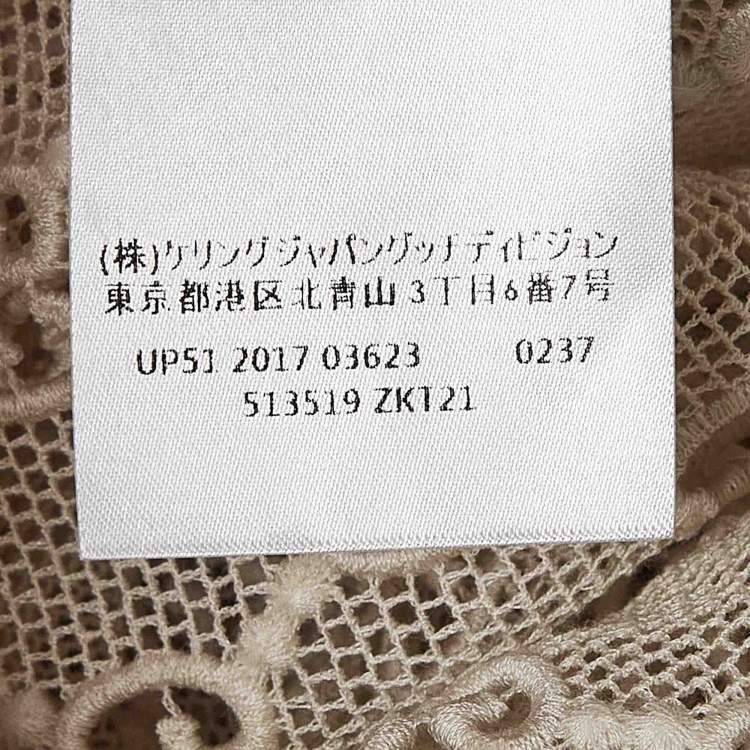 (株)ケリングジャパングッチディビジョン
東京都港区北青山3丁目6番7号
UP51 2017 03623 0237
513519 ZKT21